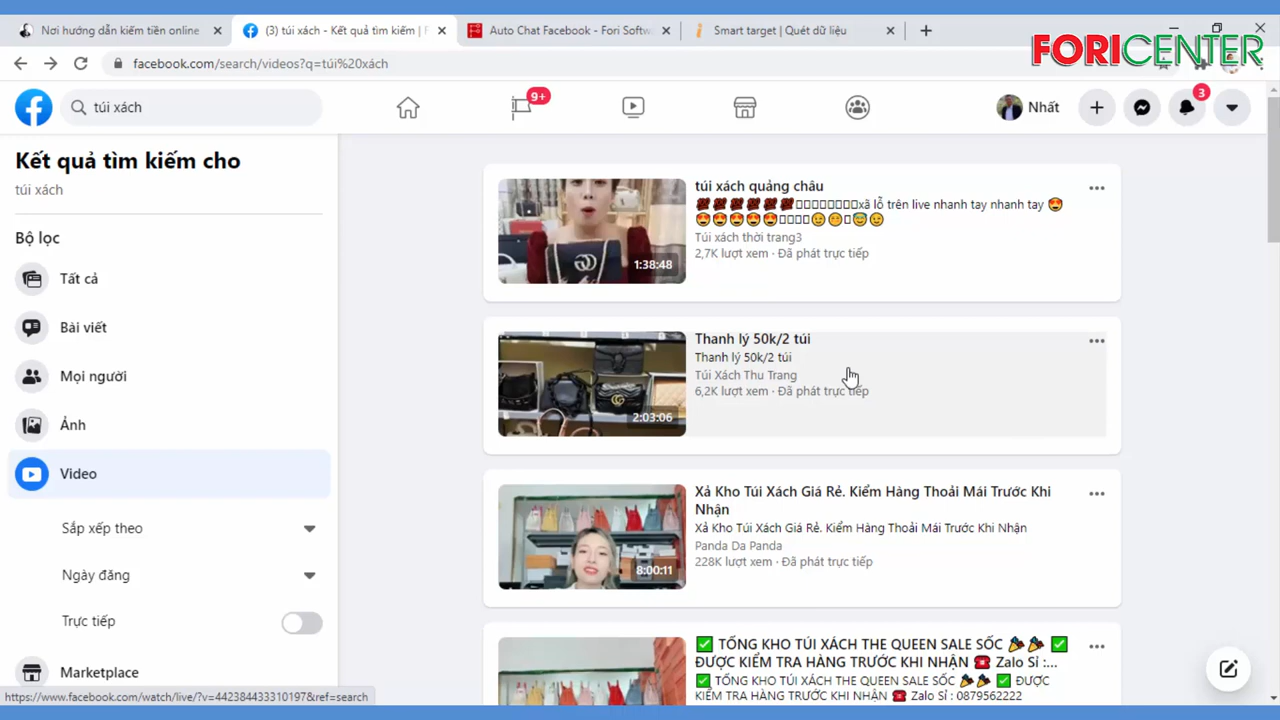 Nơi hướng dẫn kiếm tiền online
(3) túi xách - Kết quả tìm kiếm | F
Auto Chat Facebook - Fori Softw
Smart target | Quét dữ liệu
FORICENTER
facebook.com/search/videos?q=túi%20xách
túi xách
9+
Nhất
3
Kết quả tìm kiếm cho
túi xách
Bộ lọc
Tất cả
Bài viết
Mọi người
Ảnh
Video
Sắp xếp theo
Ngày đăng
Trực tiếp
Marketplace
túi xách quảng châu
💯💯💯💯💯💯▯▯▯▯▯▯▯▯▯xã lỗ trên live nhanh tay nhanh tay 😍
Túi xách thời trang3
2,7K lượt xem · Đã phát trực tiếp
1:38:48
Thanh lý 50k/2 túi
Thanh lý 50k/2 túi
Túi Xách Thu Trang
6,2K lượt xem · Đã phát trực tiếp
2:03:06
Xả Kho Túi Xách Giá Rẻ. Kiểm Hàng Thoải Mái Trước Khi
Nhận
Xả Kho Túi Xách Giá Rẻ. Kiểm Hàng Thoải Mái Trước Khi Nhận
Panda Da Panda
228K lượt xem · Đã phát trực tiếp
8:00:11
✅ TỔNG KHO TÚI XÁCH THE QUEEN SALE SỐC 🎉🎉 ✅
ĐƯỢC KIỂM TRA HÀNG TRƯỚC KHI NHẬN ☎️ Zalo Sỉ :...
✅ TỔNG KHO TÚI XÁCH THE QUEEN SALE SỐC 🎉🎉 ✅ ĐƯỢC
KIỂM TRA HÀNG TRƯỚC KHI NHẬN ☎️ Zalo Sỉ : 0879562222
https://www.facebook.com/watch/live/?v=442384433310197&ref=search